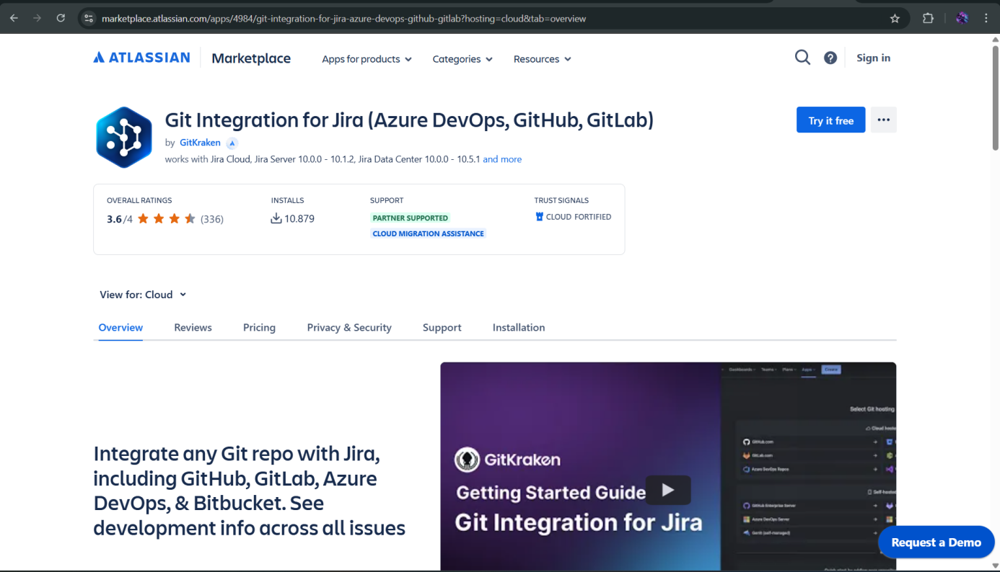 marketplace.atlassian.com/apps/4984/git-integration-for-jira-azure-devops-github-gitlab?hosting=cloud&tab=overview
ATLASSIAN Marketplace Apps for products Categories Resources Sign in
Git Integration for Jira (Azure DevOps, GitHub, GitLab)
Try it free
by GitKraken
works with Jira Cloud, Jira Server 10.0.0 - 10.1.2, Jira Data Center 10.0.0 - 10.5.1 and more
OVERALL RATINGS INSTALLS SUPPORT TRUST SIGNALS
3.6/4 (336) 10.879 PARTNER SUPPORTED CLOUD FORTIFIED
CLOUD MIGRATION ASSISTANCE
View for: Cloud
Overview Reviews Pricing Privacy & Security Support Installation
Integrate any Git repo with Jira,
including GitHub, GitLab, Azure
DevOps, & Bitbucket. See
development info across all issues
GitKraken
Getting Started Guide
Git Integration for Jira
Dashboards Teams Plans Apps Create
Select Git hosting
Cloud
GitHub.com
GitLab.com
Azure DevOps Repos
GitHub Enterprise Server
Azure DevOps Server
Gerrit (self-managed)
Request a Demo